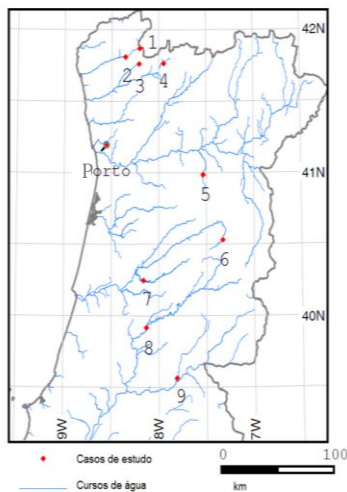 42N
1
2
3
4
Porto
41N
5
6
7
40N
8
9
9W
8W
7W
Casos de estudo
0
100
Cursos de água
km